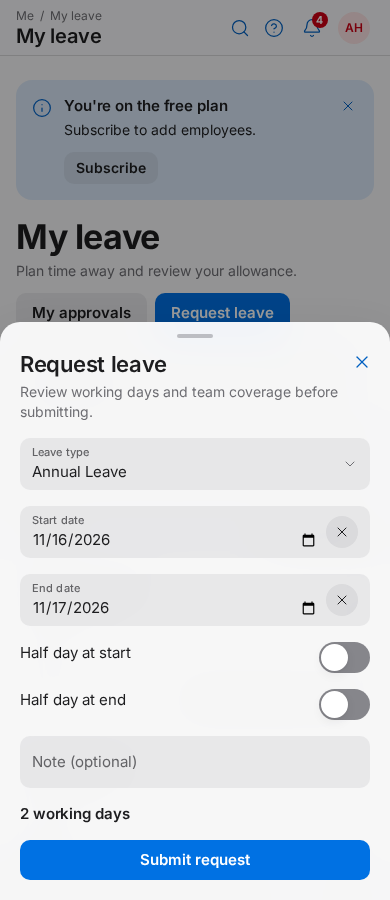 Me / My leave
My leave
4
AH
You're on the free plan
Subscribe to add employees.
Subscribe
My leave
Plan time away and review your allowance.
My approvals
Request leave
Request leave
Review working days and team coverage before
submitting.
Leave type
Annual Leave
Start date
11/16/2026
End date
11/17/2026
Half day at start
Half day at end
Note (optional)
2 working days
Submit request